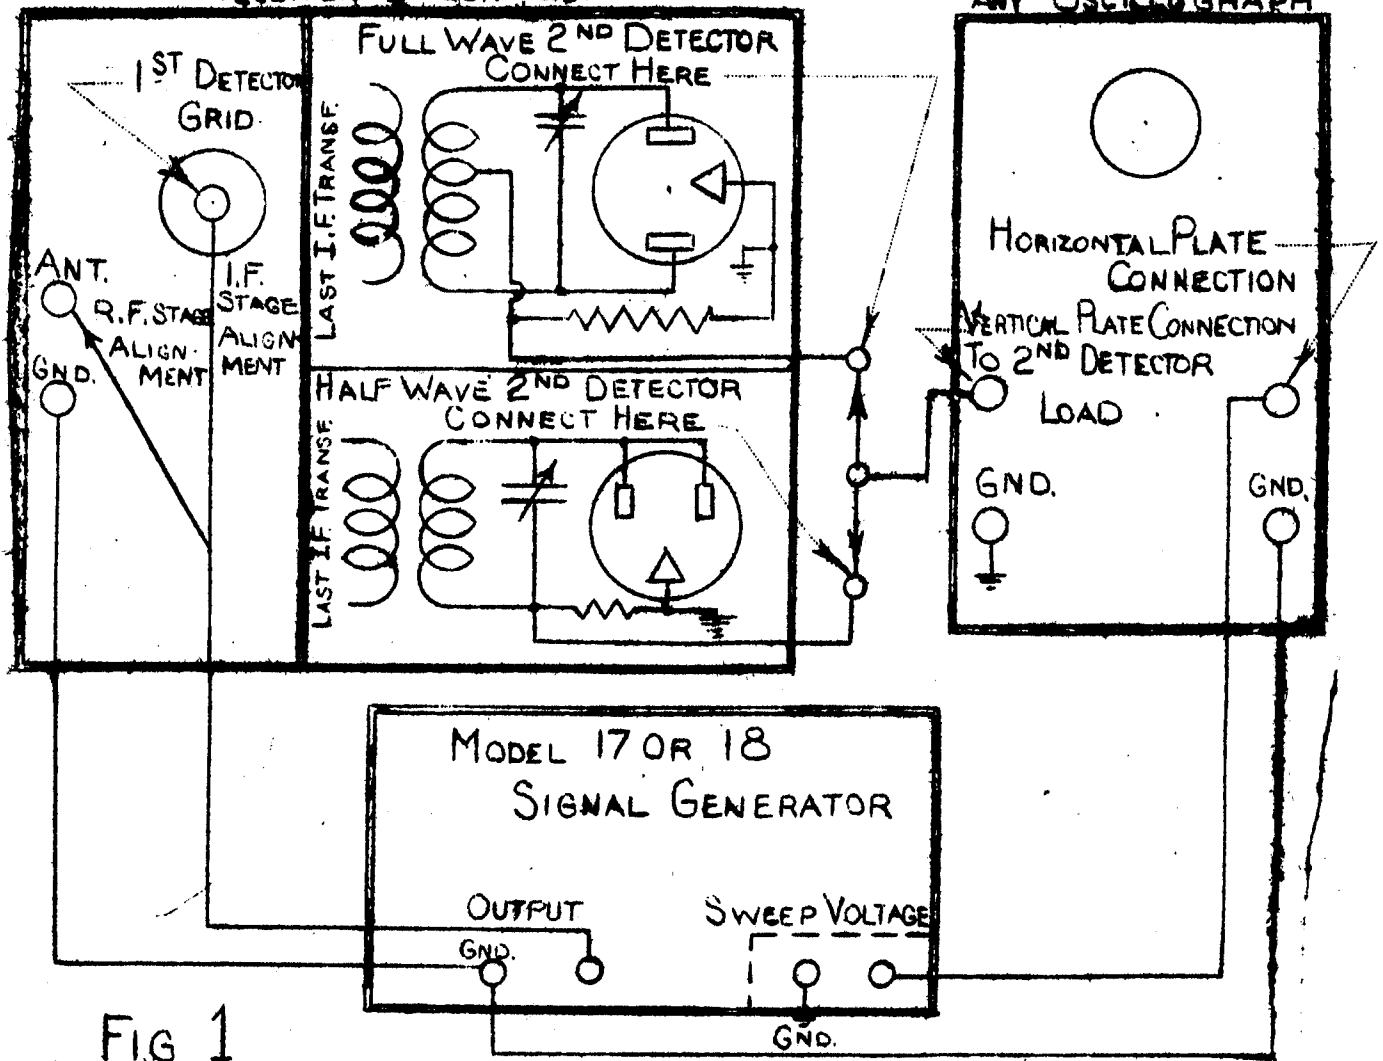 ANY OSCILLOGRAPH
1ST DETECTOR
GRID
ANT.
R.F. STAGE
ALIGN-
MENT
I.F.
STAGE
ALIGN
MENT
GND.
FULL WAVE 2ND DETECTOR
CONNECT HERE
LAST I.F. TRANSF.
HALF WAVE 2ND DETECTOR
CONNECT HERE
LAST I.F. TRANSF.
HORIZONTAL PLATE
CONNECTION
VERTICAL PLATE CONNECTION
TO 2ND DETECTOR
LOAD
GND.
GND.
MODEL 17 OR 18
SIGNAL GENERATOR
OUTPUT
GND.
SWEEP VOLTAGE
GND.
FIG 1